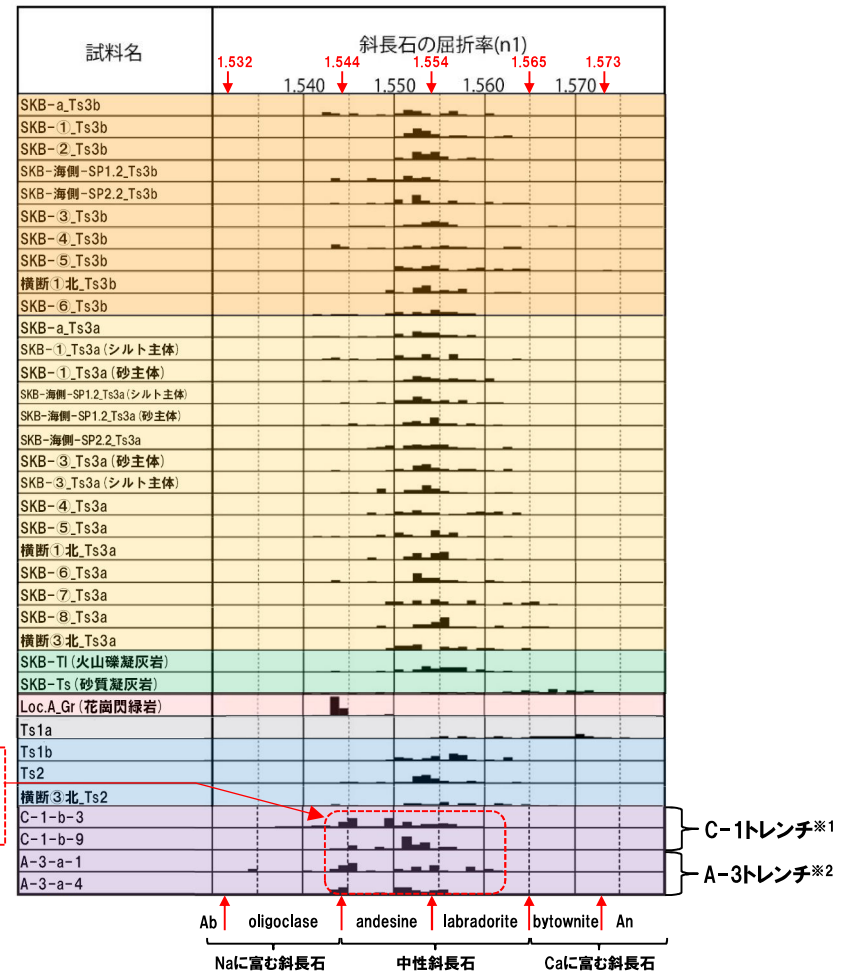 試料名
斜長石の屈折率(n1)
1.532 1.544 1.554 1.565 1.573
1.540 1.550 1.560 1.570
SKB-a_Ts3b
SKB-①_Ts3b
SKB-②_Ts3b
SKB-海側-SP1.2_Ts3b
SKB-海側-SP2.2_Ts3b
SKB-③_Ts3b
SKB-④_Ts3b
SKB-⑤_Ts3b
横断①北_Ts3b
SKB-⑥_Ts3b
SKB-a_Ts3a
SKB-①_Ts3a(シルト主体)
SKB-①_Ts3a(砂主体)
SKB-海側-SP1.2_Ts3a(シルト主体)
SKB-海側-SP1.2_Ts3a(砂主体)
SKB-海側-SP2.2_Ts3a
SKB-③_Ts3a(砂主体)
SKB-③_Ts3a(シルト主体)
SKB-④_Ts3a
SKB-⑤_Ts3a
横断①北_Ts3a
SKB-⑥_Ts3a
SKB-⑦_Ts3a
SKB-⑧_Ts3a
横断③北_Ts3a
SKB-Tl(火山礫凝灰岩)
SKB-Ts(砂質凝灰岩)
Loc.A_Gr(花崗閃緑岩)
Ts1a
Ts1b
Ts2
横断③北_Ts2
C-1-b-3
C-1-b-9
A-3-a-1
A-3-a-4
C-1トレンチ※1
A-3トレンチ※2
Ab oligoclase andesine labradorite bytownite An
Naに富む斜長石 中性斜長石 Caに富む斜長石